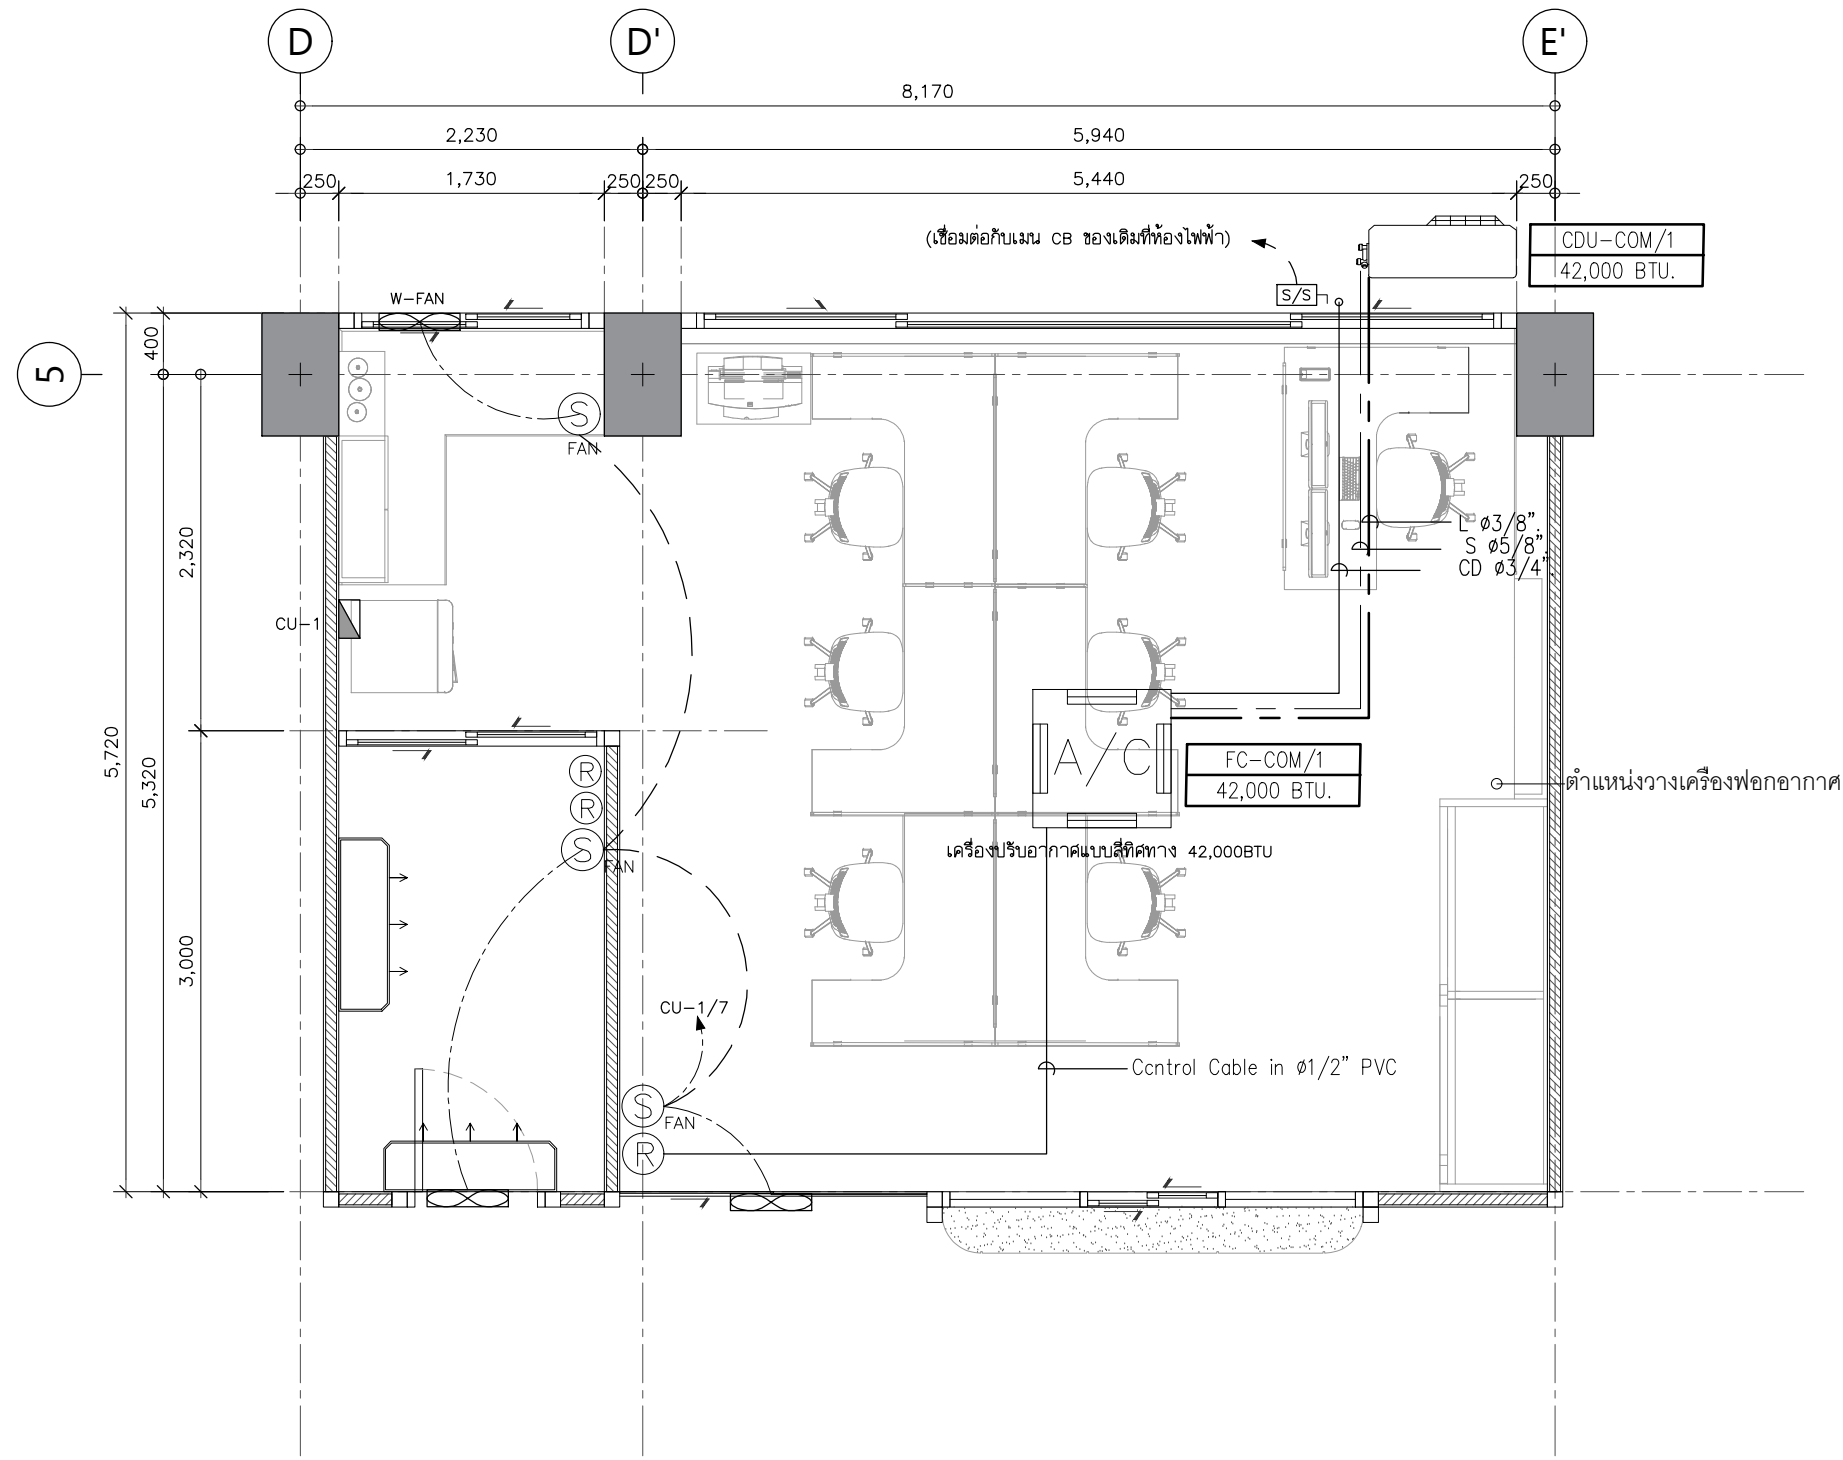 D
D'
E'
8,170
2,230
5,940
250
1,730
250
250
5,440
250
(เชื่อมต่อกับเมน CB ของเดิมที่ห้องไฟฟ้า)
CDU-COM/1
42,000 BTU.
S/S
W-FAN
400
5
S
FAN
L ø3/8".
S ø5/8".
CD ø3/4".
2,320
CU-1
5,720
5,320
R
R
S
FAN
A/C
FC-COM/1
42,000 BTU.
ตำแหน่งวางเครื่องฟอกอากาศ
เครื่องปรับอากาศแบบสี่ทิศทาง 42,000BTU
3,000
CU-1/7
Control Cable in ø1/2" PVC
S
FAN
R